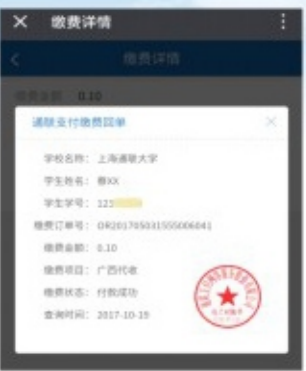 缴费详情
缴费详情
缴费金额 0.10
通联支付缴费回单
学校名称： 上海通联大学
学生姓名： 蔡XX
学生学号： 123
缴费订单号： OR201705031555006041
缴费金额： 0.10
缴费项目： 广西代收
缴费状态： 付款成功
查询时间： 2017-10-19